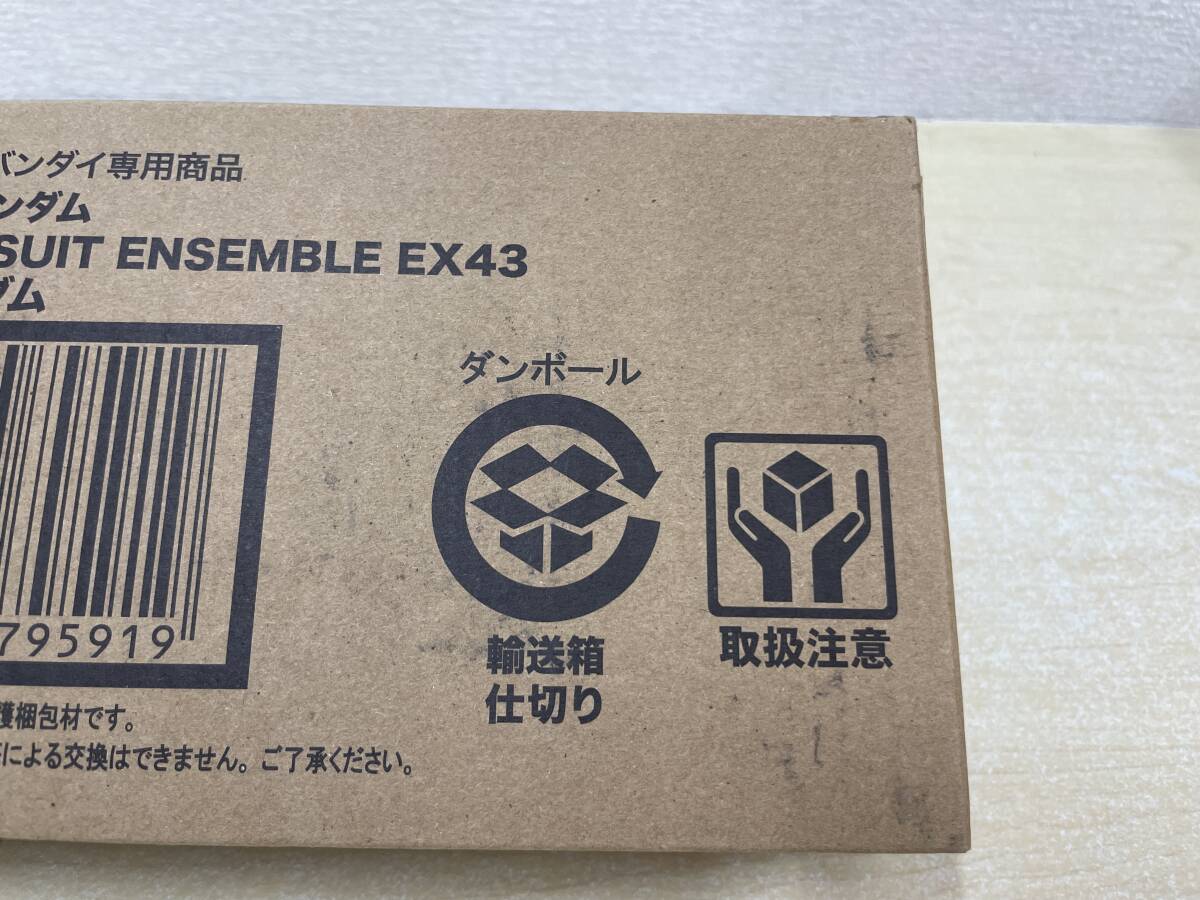 バンダイ専用商品
ンダム
SUIT ENSEMBLE EX43
ダム
795919
ダンボール
輸送箱
仕切り
取扱注意
護梱包材です。
による交換はできません。ご了承ください。